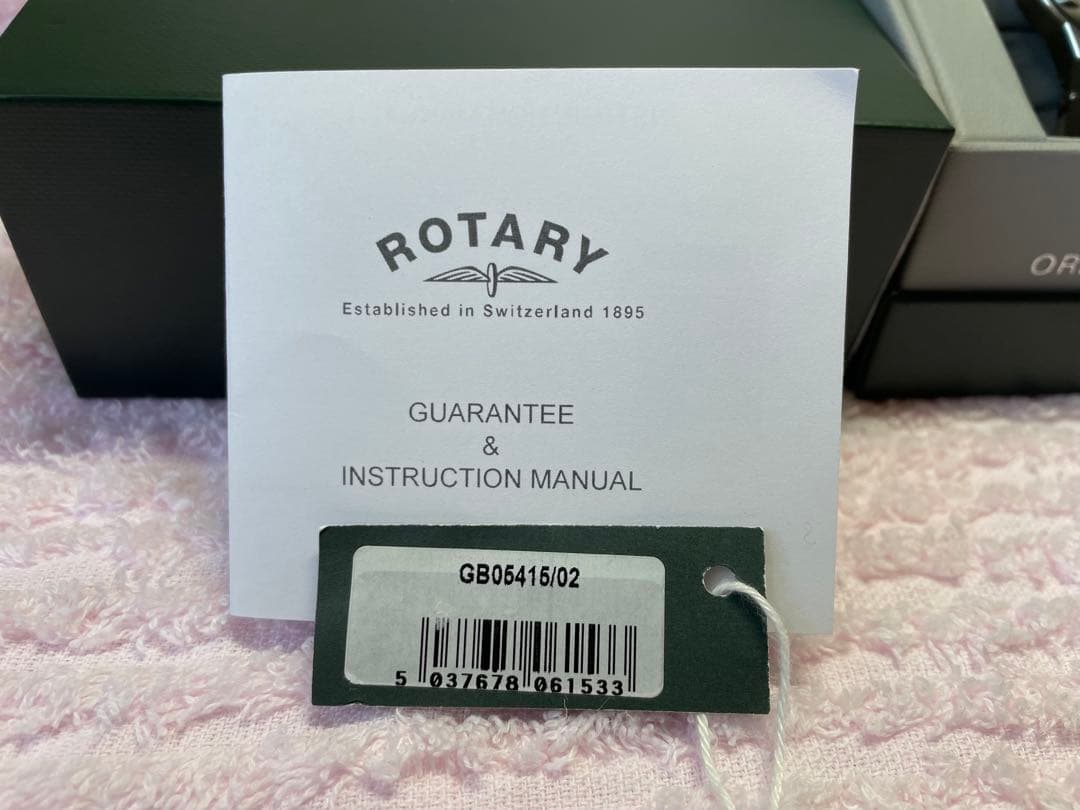 ROTARY
Established in Switzerland 1895
GUARANTEE
&
INSTRUCTION MANUAL
GB05415/02
5 037678 061533